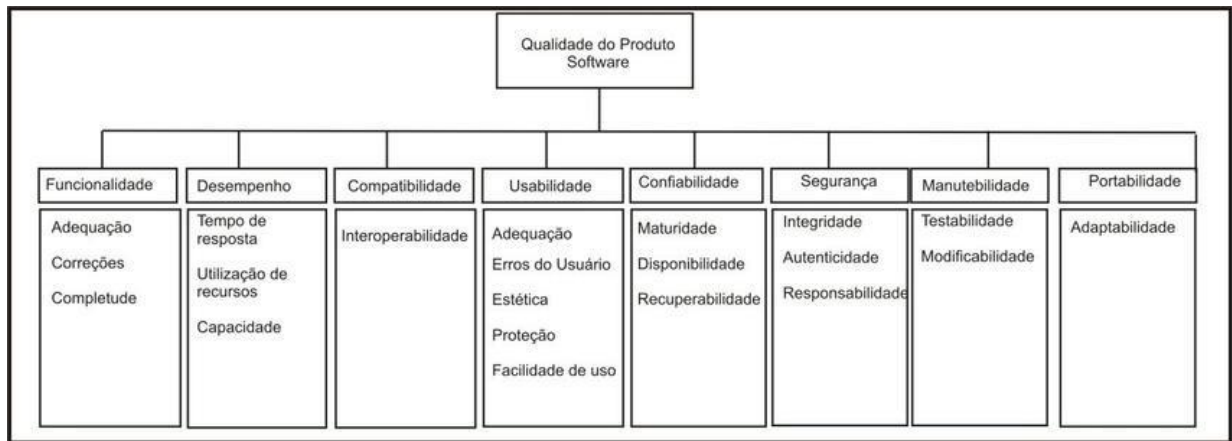 Qualidade do Produto
Software
Funcionalidade
Adequação
Correções
Completude
Desempenho
Tempo de
resposta
Utilização de
recursos
Capacidade
Compatibilidade
Interoperabilidade
Usabilidade
Adequação
Erros do Usuário
Estética
Proteção
Facilidade de uso
Confiabilidade
Maturidade
Disponibilidade
Recuperabilidade
Segurança
Integridade
Autenticidade
Responsabilidade
Manutebilidade
Testabilidade
Modificabilidade
Portabilidade
Adaptabilidade